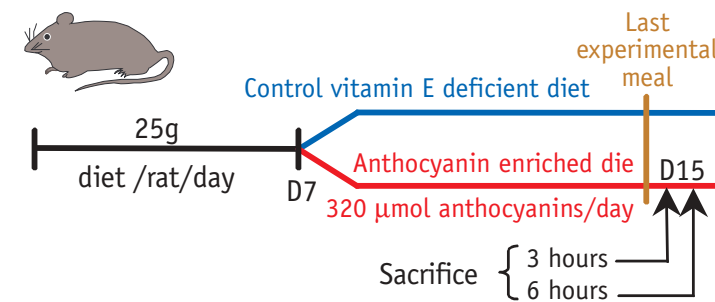 Last
experimental
meal
Control vitamin E deficient diet
25g
diet /rat/day
D7
Anthocyanin enriched die
D15
320 µmol anthocyanins/day
Sacrifice
3 hours
6 hours